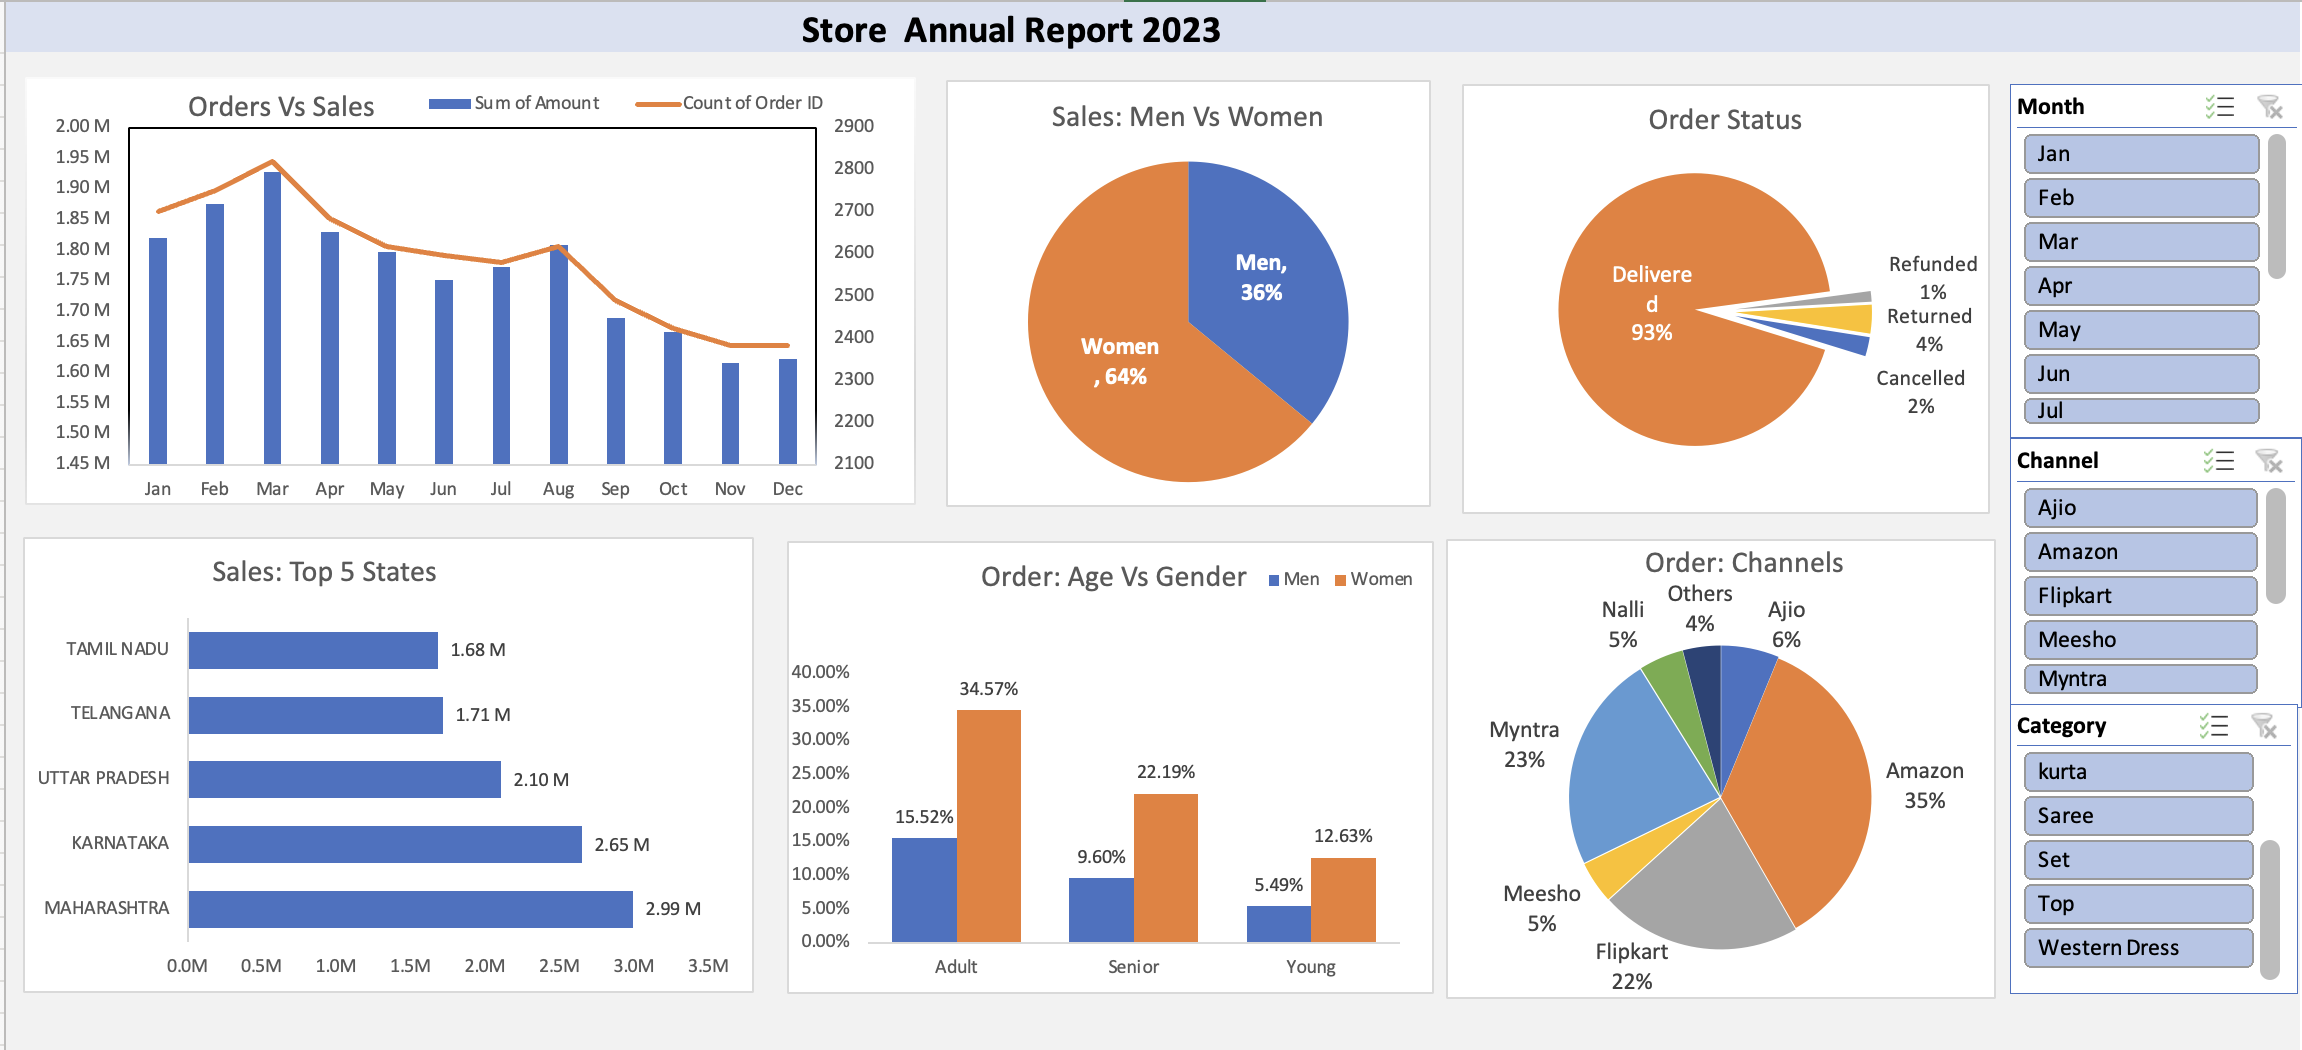 Store  Annual Report 2023
Orders Vs Sales
Sum of Amount
Count of Order ID
2.00 M
1.95 M
1.90 M
1.85 M
1.80 M
1.75 M
1.70 M
1.65 M
1.60 M
1.55 M
1.50 M
1.45 M
2900
2800
2700
2600
2500
2400
2300
2200
2100
Jan Feb Mar Apr May Jun Jul Aug Sep Oct Nov Dec
Sales: Men Vs Women
Men,
36%
Women
, 64%
Order Status
Delivere
d
93%
Refunded
1%
Returned
4%
Cancelled
2%
Month
Jan
Feb
Mar
Apr
May
Jun
Jul
Channel
Ajio
Amazon
Flipkart
Meesho
Myntra
Category
kurta
Saree
Set
Top
Western Dress
Sales: Top 5 States
TAMIL NADU 1.68 M
TELANGANA 1.71 M
UTTAR PRADESH 2.10 M
KARNATAKA 2.65 M
MAHARASHTRA 2.99 M
0.0M 0.5M 1.0M 1.5M 2.0M 2.5M 3.0M 3.5M
Order: Age Vs Gender
Men Women
40.00%
35.00%
30.00%
25.00%
20.00%
15.00%
10.00%
5.00%
0.00%
15.52% 34.57%
9.60% 22.19%
5.49% 12.63%
Adult Senior Young
Order: Channels
Others
4%
Ajio
6%
Amazon
35%
Flipkart
22%
Meesho
5%
Myntra
23%
Nalli
5%